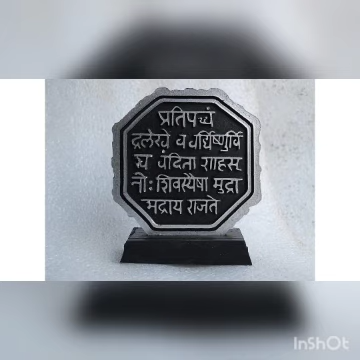 प्रतिपच्चं
द्रलेखे व वर्धिष्णुर्वि
श्व वंदिता शाहस
नोः शिवस्यैषा मुद्रा
भद्राय राजते
InShOt